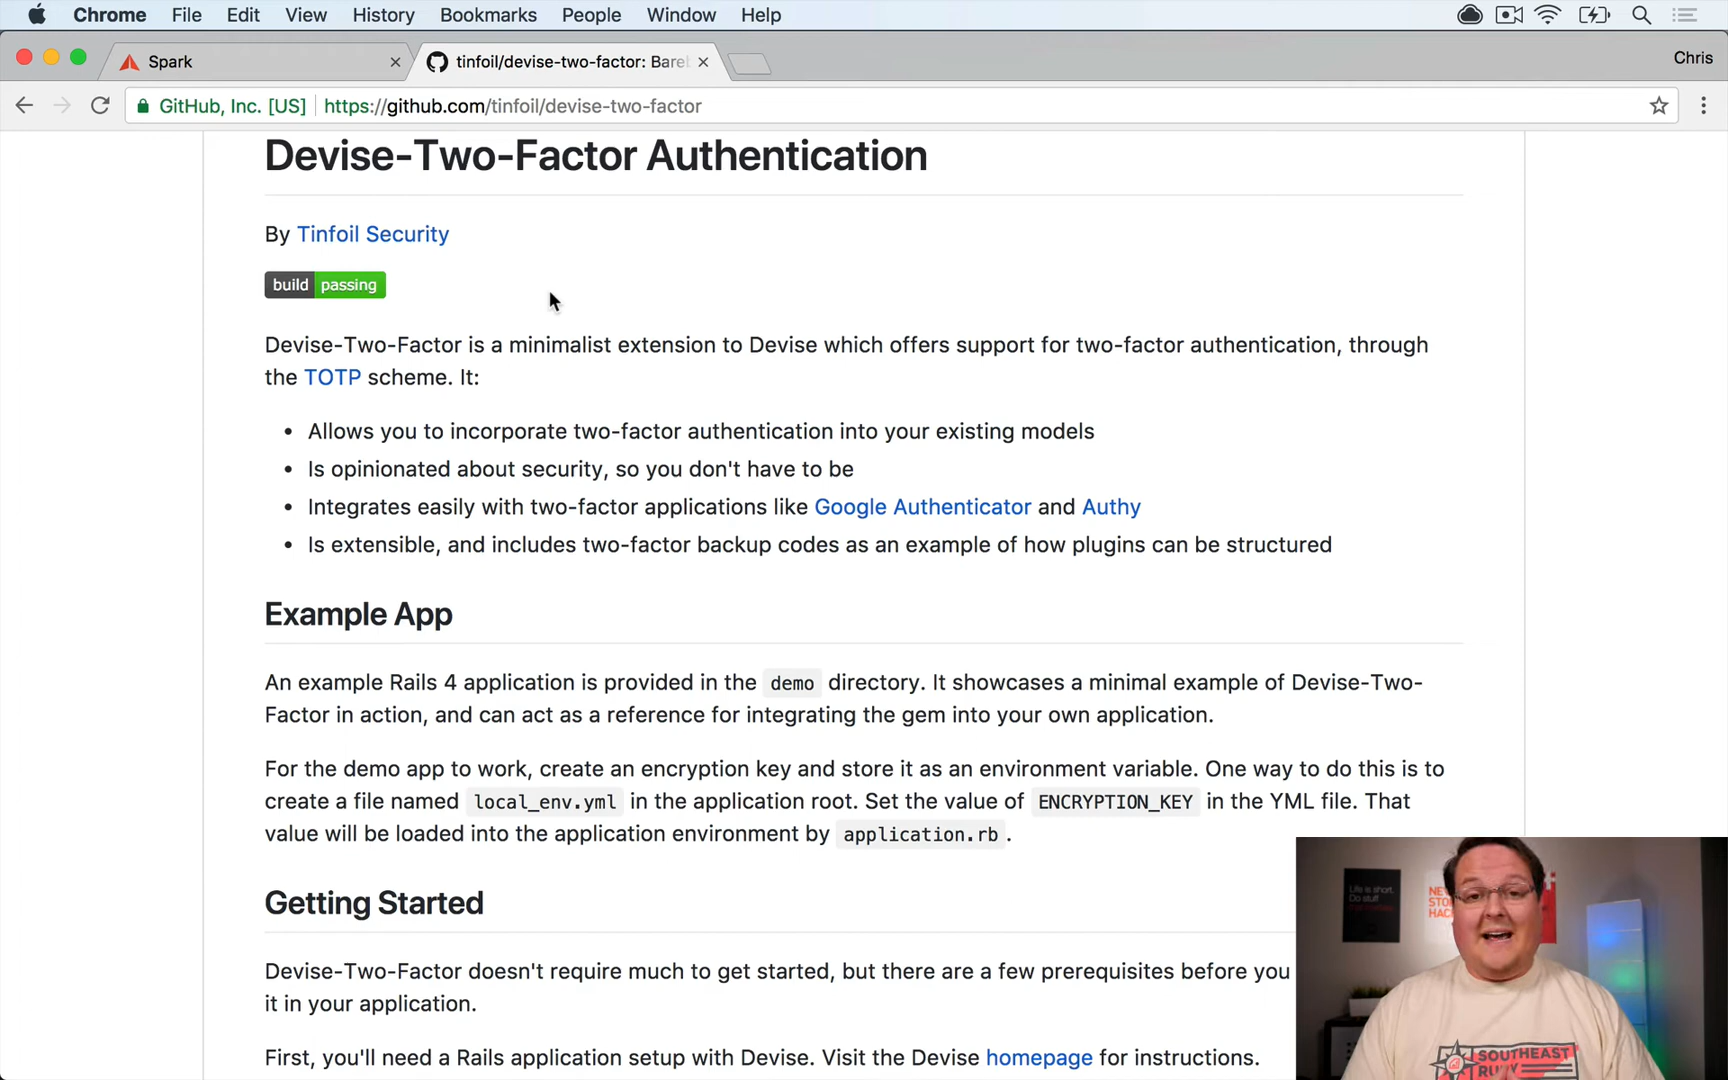 Chrome File Edit View History Bookmarks People Window Help
Spark
tinfoil/devise-two-factor: Bare
Chris
GitHub, Inc. [US] https://github.com/tinfoil/devise-two-factor
Devise-Two-Factor Authentication
By Tinfoil Security
build passing
Devise-Two-Factor is a minimalist extension to Devise which offers support for two-factor authentication, through
the TOTP scheme. It:
• Allows you to incorporate two-factor authentication into your existing models
• Is opinionated about security, so you don't have to be
• Integrates easily with two-factor applications like Google Authenticator and Authy
• Is extensible, and includes two-factor backup codes as an example of how plugins can be structured
Example App
An example Rails 4 application is provided in the demo directory. It showcases a minimal example of Devise-Two-
Factor in action, and can act as a reference for integrating the gem into your own application.
For the demo app to work, create an encryption key and store it as an environment variable. One way to do this is to
create a file named local_env.yml in the application root. Set the value of ENCRYPTION_KEY in the YML file. That
value will be loaded into the application environment by application.rb.
Getting Started
Devise-Two-Factor doesn't require much to get started, but there are a few prerequisites before you
it in your application.
First, you'll need a Rails application setup with Devise. Visit the Devise homepage for instructions.
Life is short.
Do stuff
SOUTHEAST